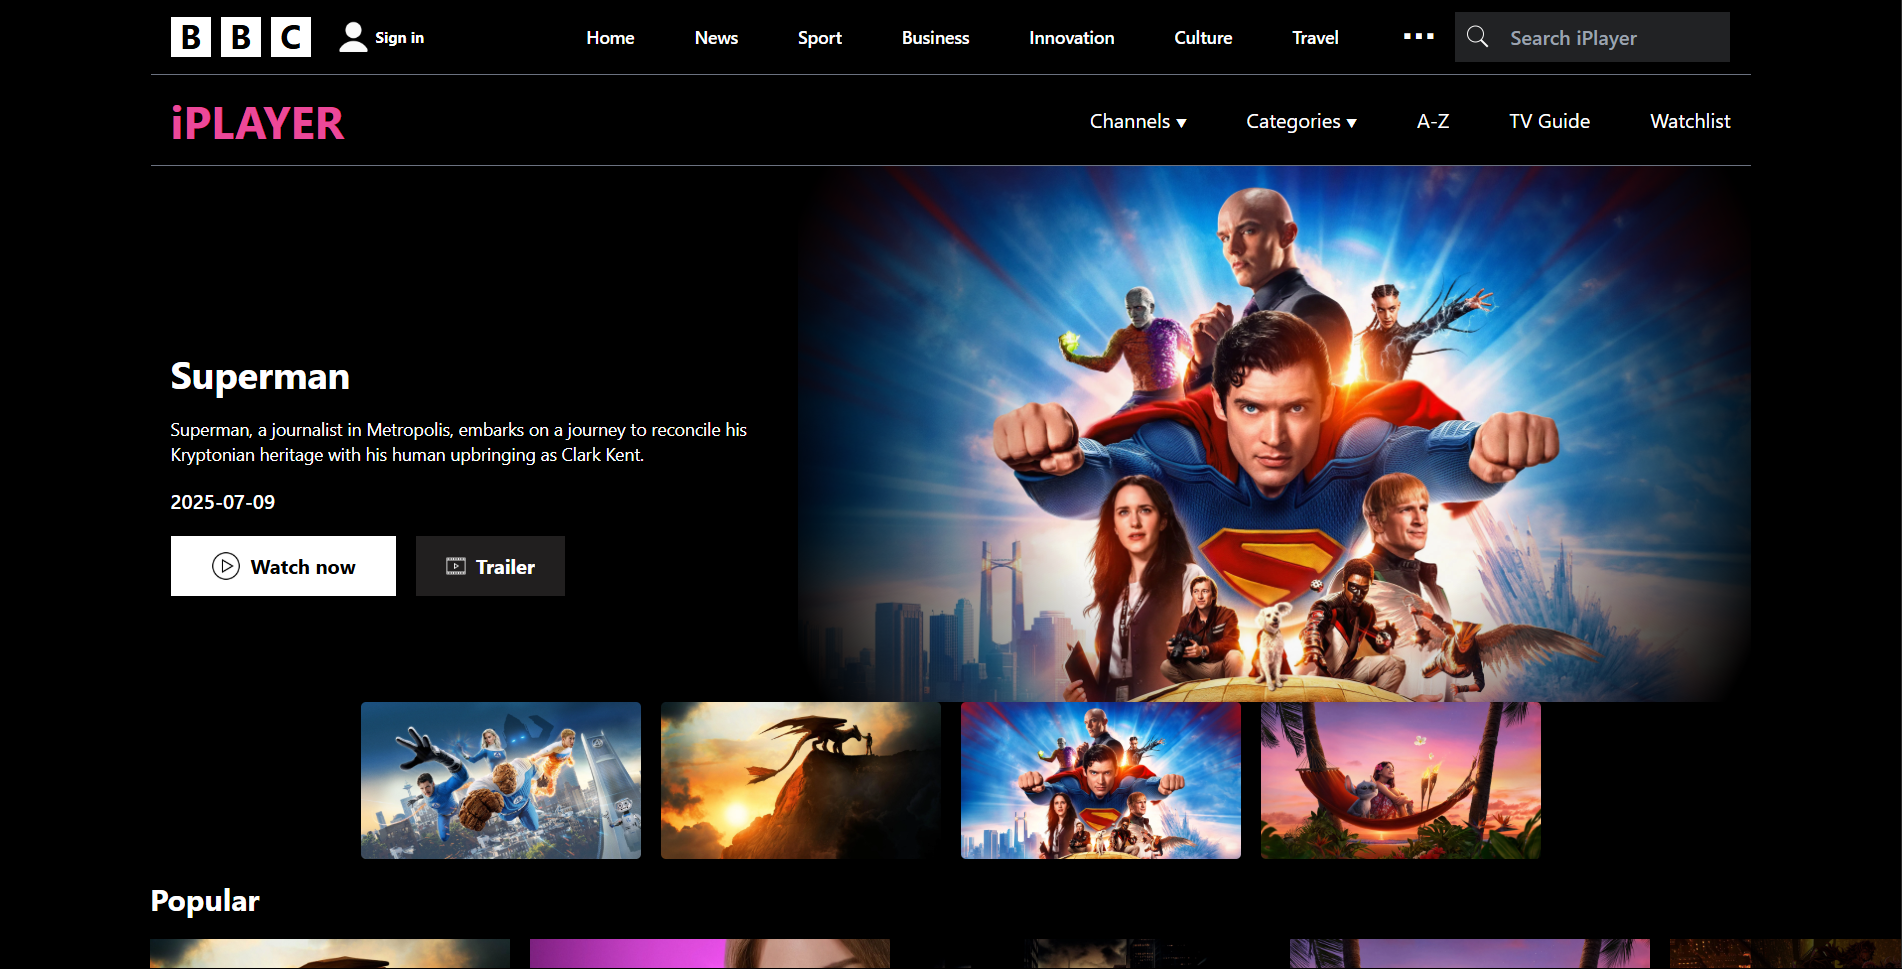 BBC Sign in Home News Sport Business Innovation Culture Travel ... Search iPlayer
iPLAYER Channels ▾ Categories ▾ A-Z TV Guide Watchlist
Superman
Superman, a journalist in Metropolis, embarks on a journey to reconcile his
Kryptonian heritage with his human upbringing as Clark Kent.
2025-07-09
Watch now Trailer
Popular